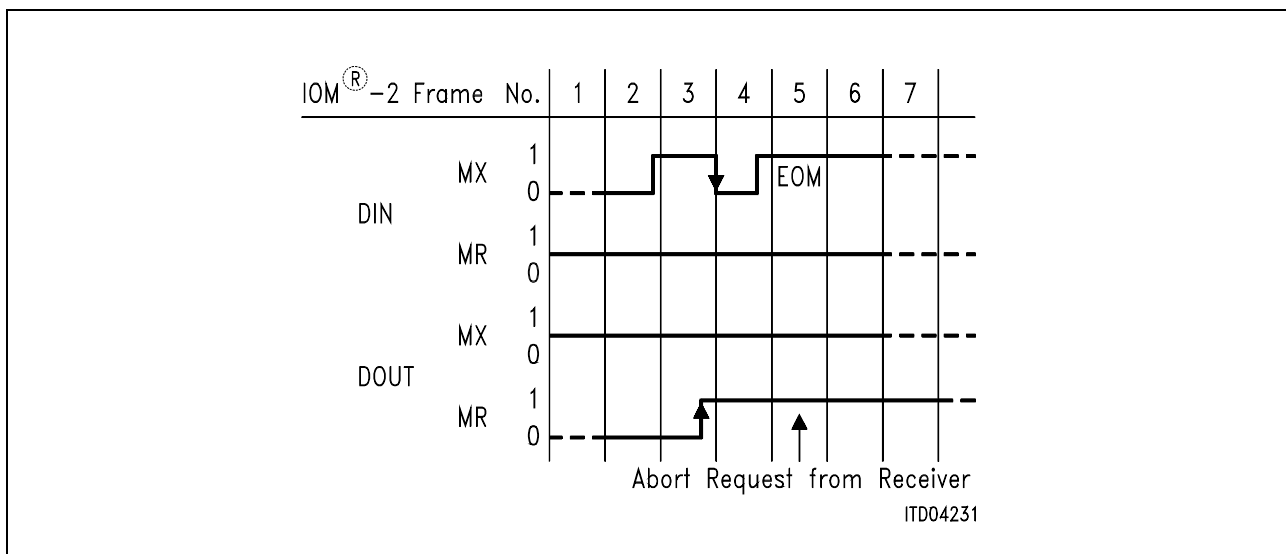 IOM®-2 Frame No. 1 2 3 4 5 6 7
1
MX
0
EOM
DIN
1
MR
0
1
MX
0
DOUT
1
MR
0
Abort Request from Receiver
ITD04231